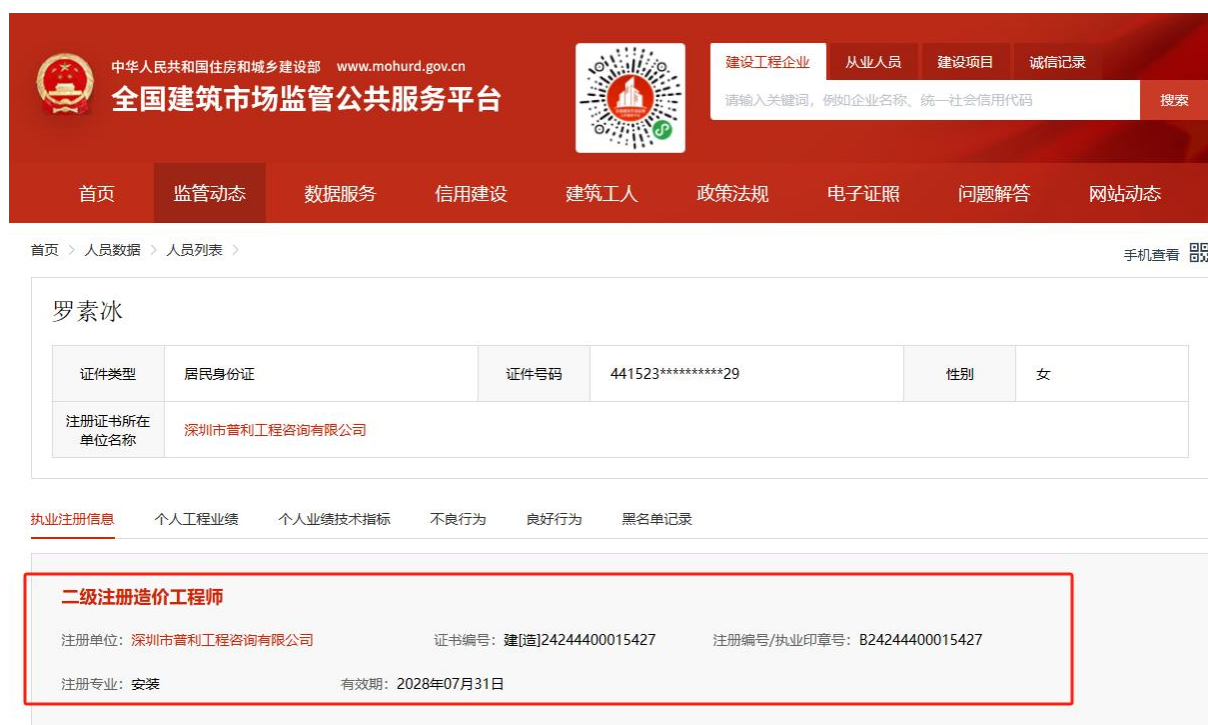 中华人民共和国住房和城乡建设部 www.mohurd.gov.cn
全国建筑市场监管公共服务平台
建设工程企业 从业人员 建设项目 诚信记录
请输入关键词，例如企业名称、统一社会信用代码 搜索
首页 监管动态 数据服务 信用建设 建筑工人 政策法规 电子证照 问题解答 网站动态
首页 > 人员数据 > 人员列表 >
手机查看
罗素冰
证件类型 居民身份证 证件号码 441523**********29 性别 女
注册证书所在
单位名称
深圳市普利工程咨询有限公司
执业注册信息 个人工程业绩 个人业绩技术指标 不良行为 良好行为 黑名单记录
二级注册造价工程师
注册单位：深圳市普利工程咨询有限公司 证书编号：建[造]24244400015427 注册编号/执业印章号：B24244400015427
注册专业：安装 有效期：2028年07月31日